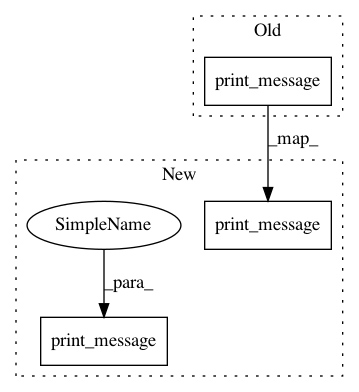 Old
print_message
_map_
New
SimpleName
print_message
_para_
print_message